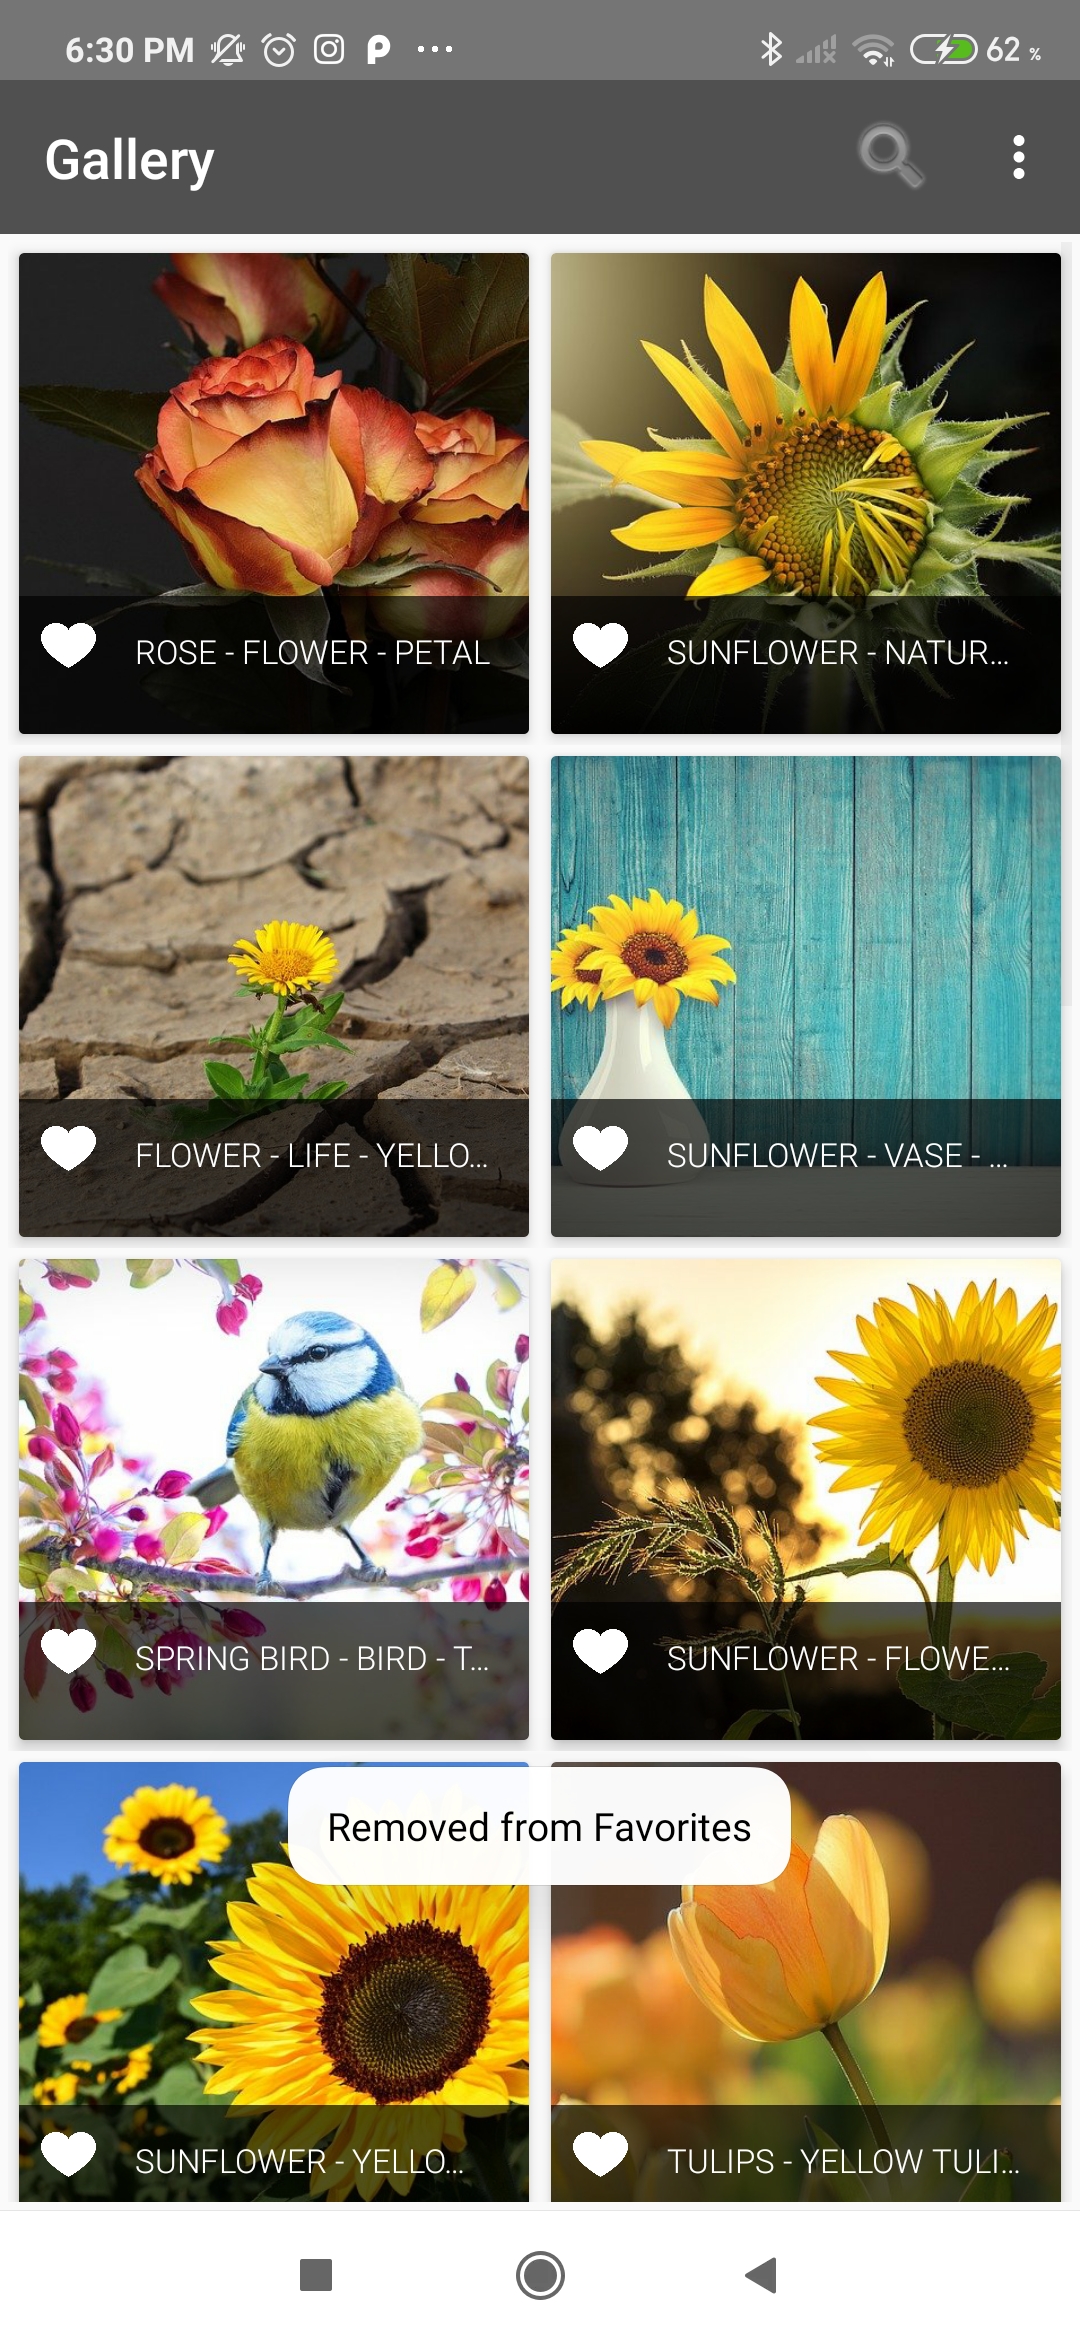 6:30 PM
62 %
Gallery
ROSE - FLOWER - PETAL
SUNFLOWER - NATUR...
FLOWER - LIFE - YELLO...
SUNFLOWER - VASE - ...
SPRING BIRD - BIRD - T...
SUNFLOWER - FLOWE...
Removed from Favorites
SUNFLOWER - YELLO...
TULIPS - YELLOW TULI...